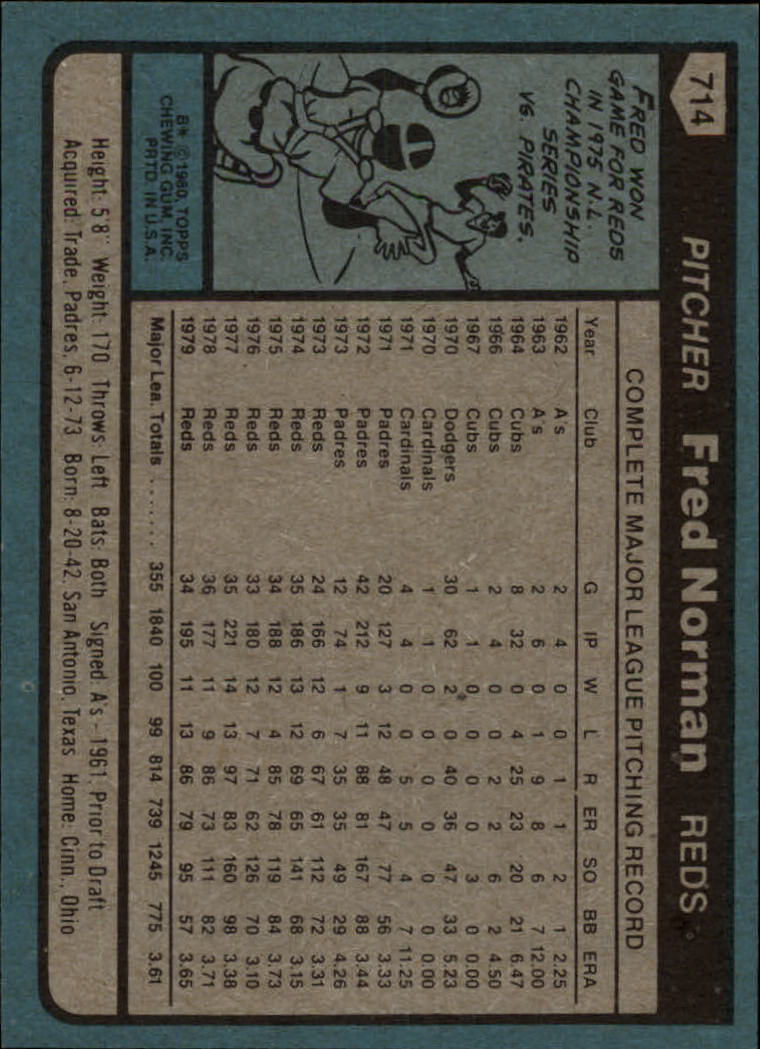 714
PITCHER Fred Norman REDS
FRED WON
GAME FOR REDS
IN 1975 N.L.
CHAMPIONSHIP
SERIES
VS. PIRATES.
B* ©1980, TOPPS
CHEWING GUM, INC.
PRTD. IN U.S.A.
COMPLETE MAJOR LEAGUE PITCHING RECORD
Year Club G IP W L R ER SO BB ERA
1962 A's 2 4 0 0 1 1 2 1 2.25
1963 A's 2 6 0 1 9 8 6 7 12.00
1964 Cubs 8 32 0 4 25 23 20 21 6.47
1966 Cubs 2 4 0 0 2 2 6 2 4.50
1967 Cubs 1 1 0 0 0 0 3 0 0.00
1970 Dodgers 30 62 2 0 40 36 47 33 5.23
1970 Cardinals 1 1 0 0 0 0 0 0 0.00
1971 Cardinals 4 4 0 0 5 5 4 7 11.25
1971 Padres 20 127 3 12 48 47 77 56 3.33
1972 Padres 42 212 9 11 88 81 167 88 3.44
1973 Padres 12 74 1 7 35 35 49 29 4.26
1973 Reds 24 166 12 6 67 61 112 72 3.31
1974 Reds 35 186 13 12 69 65 141 68 3.15
1975 Reds 34 188 12 4 85 78 119 84 3.73
1976 Reds 33 180 12 7 71 62 126 70 3.10
1977 Reds 35 221 14 13 97 83 160 98 3.38
1978 Reds 36 177 11 9 86 73 111 82 3.71
1979 Reds 34 195 11 13 86 79 95 57 3.65
Major Lea. Totals ....... 355 1840 100 99 814 739 1245 775 3.61
Height: 5'8" Weight: 170 Throws: Left Bats: Both Signed: A's-1961, Prior to Draft
Acquired: Trade, Padres, 6-12-73 Born: 8-20-42, San Antonio, Texas Home: Cinn., Ohio